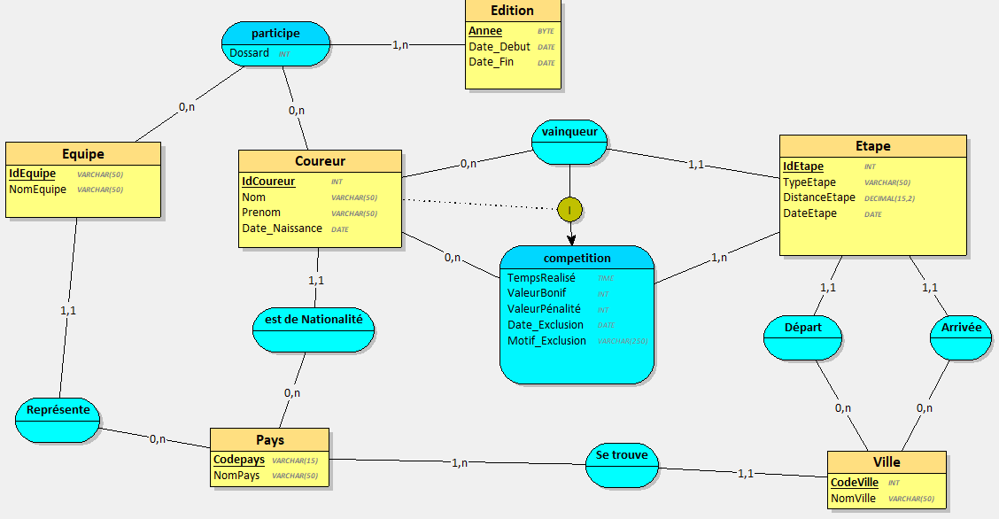 Edition
Annee BYTE
Date_Debut DATE
Date_Fin DATE
participe
Dossard INT
1,n
0,n
0,n
Equipe
IdEquipe VARCHAR(50)
NomEquipe VARCHAR(50)
Coureur
IdCoureur INT
Nom VARCHAR(50)
Prenom VARCHAR(50)
Date_Naissance DATE
vainqueur
0,n
1,1
I
Etape
IdEtape INT
TypeEtape VARCHAR(50)
DistanceEtape DECIMAL(15,2)
DateEtape DATE
0,n
1,n
competition
TempsRealisé TIME
ValeurBonif INT
ValeurPénalité INT
Date_Exclusion DATE
Motif_Exclusion VARCHAR(250)
1,1
1,1
1,1
1,1
est de Nationalité
Départ
Arrivée
0,n
0,n
0,n
Représente
0,n
Pays
Codepays VARCHAR(15)
NomPays VARCHAR(50)
1,n
Se trouve
1,1
Ville
CodeVille INT
NomVille VARCHAR(50)